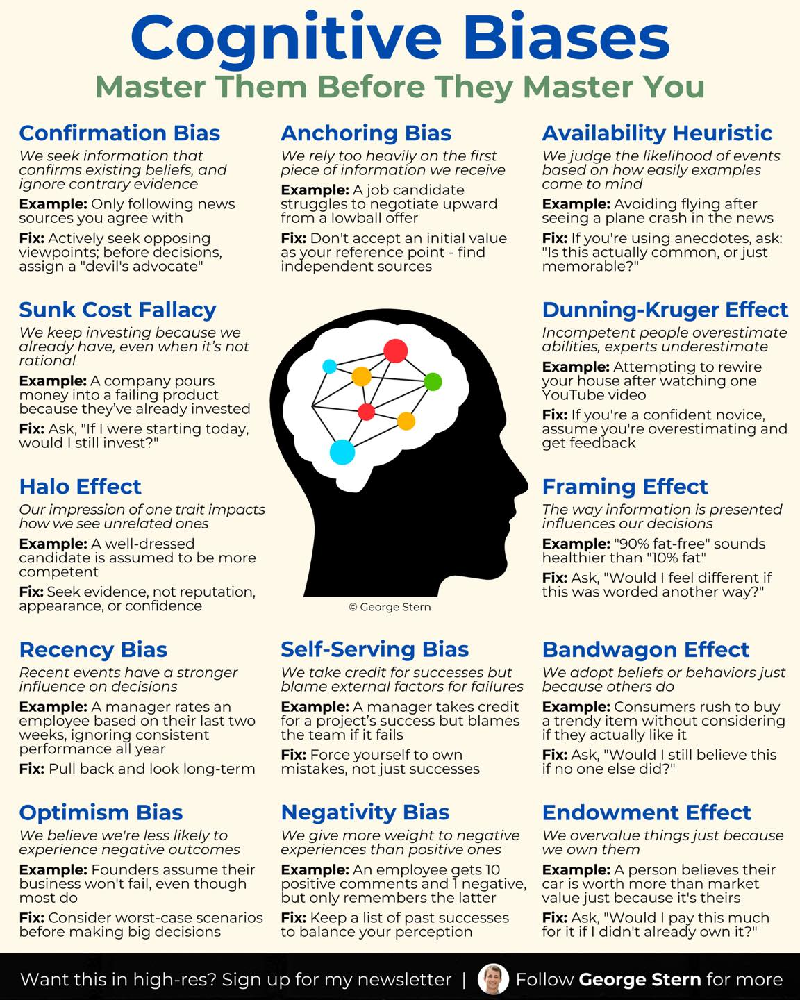 Cognitive Biases
Master Them Before They Master You
Confirmation Bias
We seek information that
confirms existing beliefs, and
ignore contrary evidence
Example: Only following news
sources you agree with
Fix: Actively seek opposing
viewpoints; before decisions,
assign a "devil's advocate"
Anchoring Bias
We rely too heavily on the first
piece of information we receive
Example: A job candidate
struggles to negotiate upward
from a lowball offer
Fix: Don't accept an initial value
as your reference point - find
independent sources
Availability Heuristic
We judge the likelihood of events
based on how easily examples
come to mind
Example: Avoiding flying after
seeing a plane crash in the news
Fix: If you're using anecdotes, ask:
"Is this actually common, or just
memorable?"
Sunk Cost Fallacy
We keep investing because we
already have, even when it’s not
rational
Example: A company pours
money into a failing product
because they’ve already invested
Fix: Ask, "If I were starting today,
would I still invest?"
Dunning-Kruger Effect
Incompetent people overestimate
abilities, experts underestimate
Example: Attempting to rewire
your house after watching one
YouTube video
Fix: If you're a confident novice,
assume you're overestimating and
get feedback
Halo Effect
Our impression of one trait impacts
how we see unrelated ones
Example: A well-dressed
candidate is assumed to be more
competent
Fix: Seek evidence, not reputation,
appearance, or confidence
Framing Effect
The way information is presented
influences our decisions
Example: "90% fat-free" sounds
healthier than "10% fat"
Fix: Ask, "Would I feel different if
this was worded another way?"
© George Stern
Recency Bias
Recent events have a stronger
influence on decisions
Example: A manager rates an
employee based on their last two
weeks, ignoring consistent
performance all year
Fix: Pull back and look long-term
Self-Serving Bias
We take credit for successes but
blame external factors for failures
Example: A manager takes credit
for a project’s success but blames
the team if it fails
Fix: Force yourself to own
mistakes, not just successes
Bandwagon Effect
We adopt beliefs or behaviors just
because others do
Example: Consumers rush to buy
a trendy item without considering
if they actually like it
Fix: Ask, "Would I still believe this
if no one else did?"
Optimism Bias
We believe we're less likely to
experience negative outcomes
Example: Founders assume their
business won't fail, even though
most do
Fix: Consider worst-case scenarios
before making big decisions
Negativity Bias
We give more weight to negative
experiences than positive ones
Example: An employee gets 10
positive comments and 1 negative,
but only remembers the latter
Fix: Keep a list of past successes
to balance your perception
Endowment Effect
We overvalue things just because
we own them
Example: A person believes their
car is worth more than market
value just because it's theirs
Fix: Ask, "Would I pay this much
for it if I didn't already own it?"
Want this in high-res? Sign up for my newsletter | Follow George Stern for more